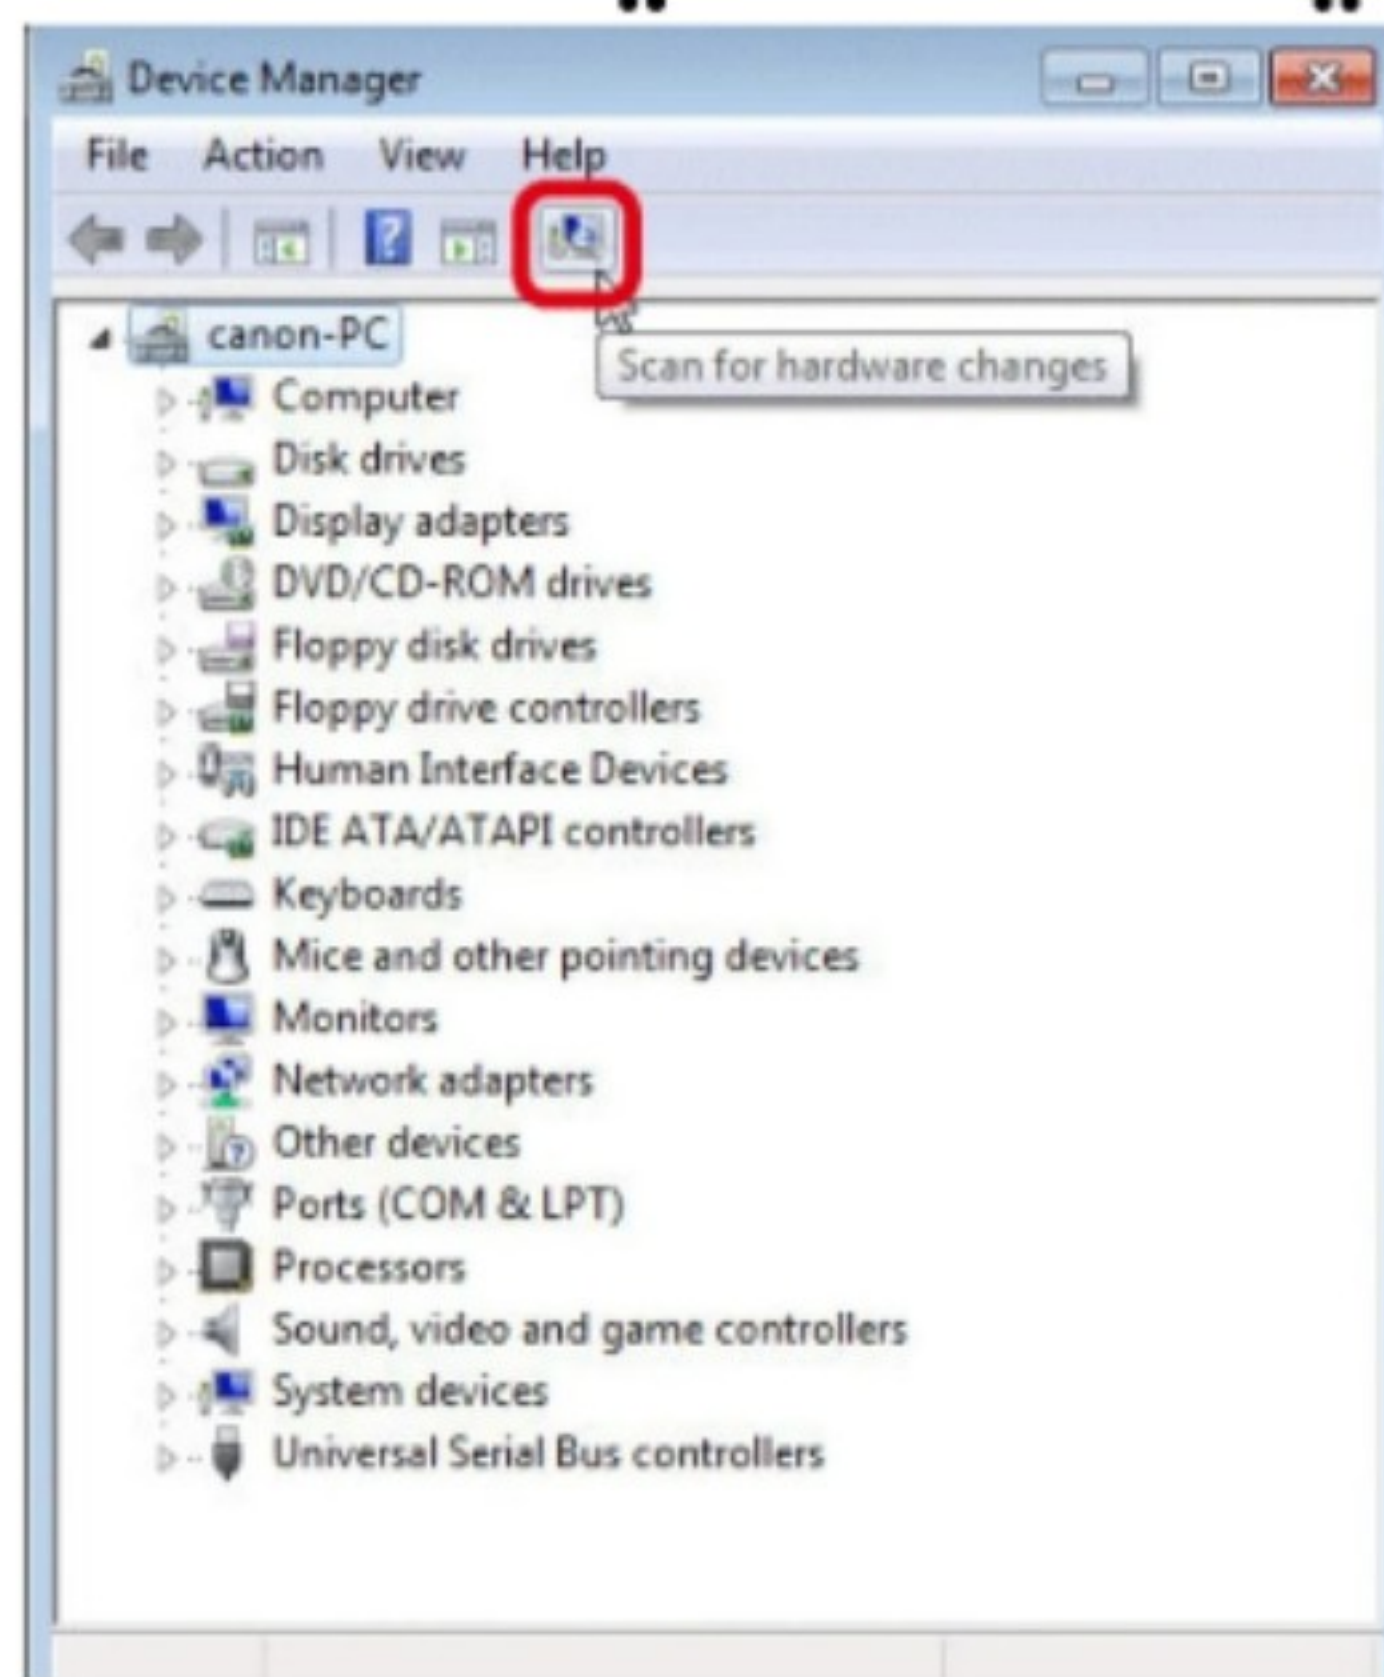 Device Manager
File Action View Help
canon-PC
Scan for hardware changes
Computer
Disk drives
Display adapters
DVD/CD-ROM drives
Floppy disk drives
Floppy drive controllers
Human Interface Devices
IDE ATA/ATAPI controllers
Keyboards
Mice and other pointing devices
Monitors
Network adapters
Other devices
Ports (COM & LPT)
Processors
Sound, video and game controllers
System devices
Universal Serial Bus controllers